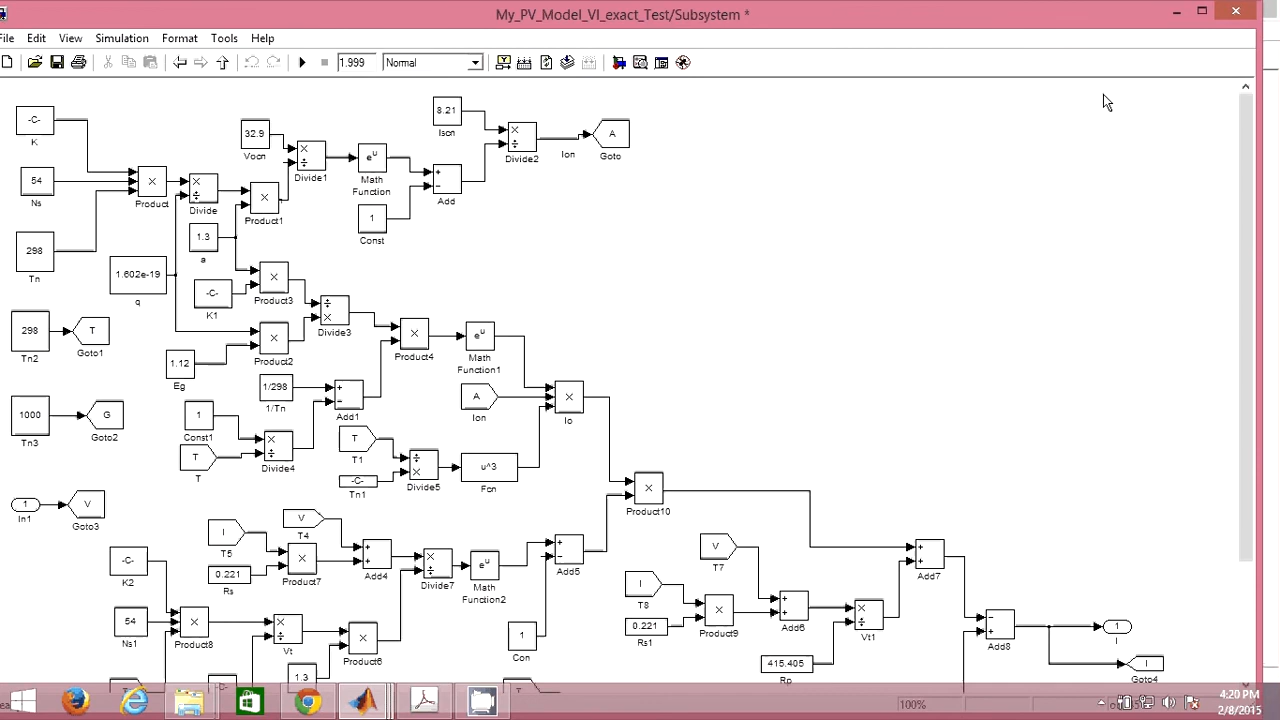 My_PV_Model_VI_exact_Test/Subsystem *
File Edit View Simulation Format Tools Help
1.999 Normal
-C-
K
54
Ns
298
Tn
×
Product
×
÷
Divide
1.3
a
1.602e-19
q
32.9
Vocn
×
Product1
×
÷
Divide1
e^u
Math
Function
1
Const
8.21
Iscn
+
−
Add
×
÷
Divide2
Ion
A
Goto
-C-
K1
×
Product3
÷
×
Divide3
×
Product2
1.12
Eg
298
Tn2
T
Goto1
×
Product4
e^u
Math
Function1
1/298
1/Tn
+
−
Add1
A
Ion
×
Io
1000
Tn3
G
Goto2
1
Const1
T
T
×
÷
Divide4
T
T1
-C-
Tn1
÷
×
Divide5
u^3
Fcn
1
In1
V
Goto3
×
Product10
I
T5
V
T4
0.221
Rs
×
Product7
+
+
Add4
×
÷
Divide7
e^u
Math
Function2
+
−
Add5
1
Con
-C-
K2
54
Ns1
×
Product8
×
÷
Vt
1.3
×
Product6
-C-
T
V
T7
I
T8
0.221
Rs1
×
Product9
+
+
Add6
×
÷
Vt1
415.405
Rp
+
+
Add7
−
+
Add8
1
I
I
Goto4
100%
4:20 PM
2/8/2015